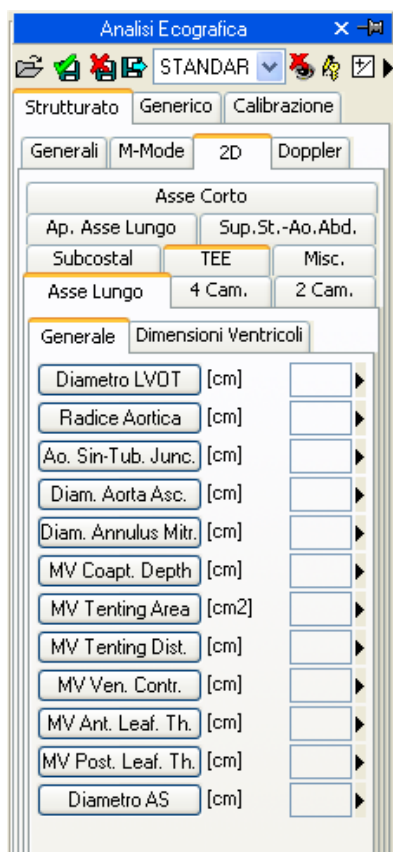 Analisi Ecografica
STANDAR
Strutturato Generico Calibrazione
Generali M-Mode 2D Doppler
Asse Corto
Ap. Asse Lungo Sup.St.-Ao.Abd.
Subcostal TEE Misc.
Asse Lungo 4 Cam. 2 Cam.
Generale Dimensioni Ventricoli
Diametro LVOT [cm]
Radice Aortica [cm]
Ao. Sin-Tub. Junc. [cm]
Diam. Aorta Asc. [cm]
Diam. Annulus Mitr. [cm]
MV Coapt. Depth [cm]
MV Tenting Area [cm2]
MV Tenting Dist. [cm]
MV Ven. Contr. [cm]
MV Ant. Leaf. Th. [cm]
MV Post. Leaf. Th. [cm]
Diametro AS [cm]